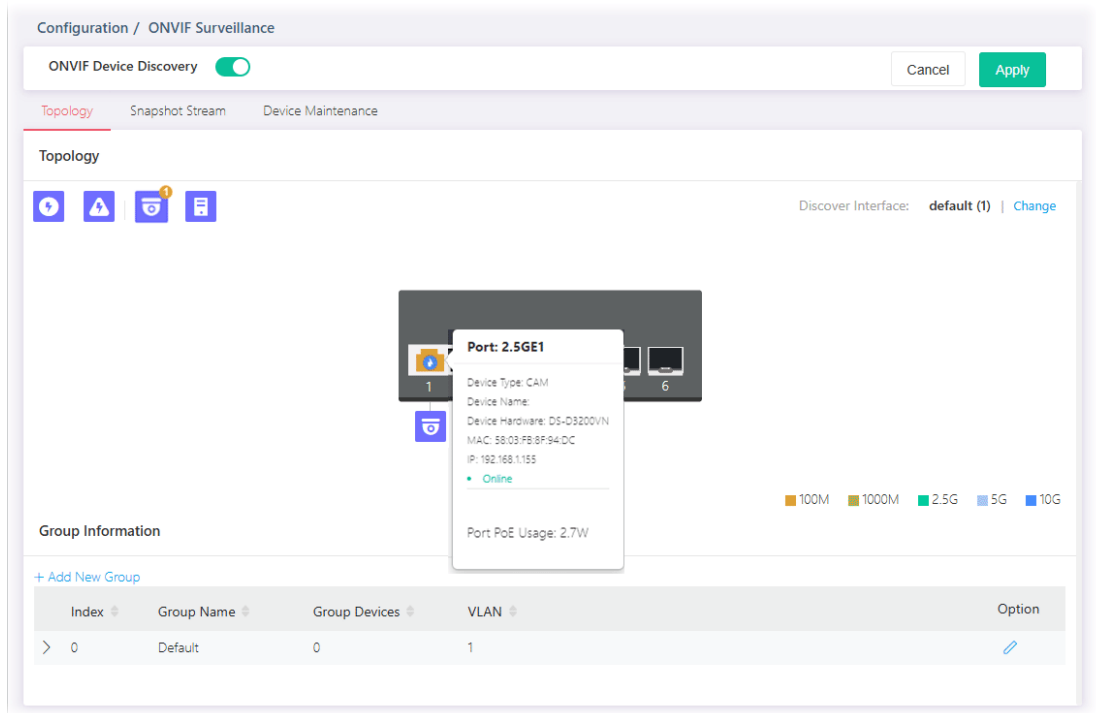 Configuration / ONVIF Surveillance
ONVIF Device Discovery
Cancel
Apply
Topology
Snapshot Stream
Device Maintenance
Topology
1
Discover Interface: default (1) | Change
Port: 2.5GE1
Device Type: CAM
Device Name:
Device Hardware: DS-D3200VN
MAC: 58:03:FB:8F:94:DC
IP: 192.168.1.155
• Online
Port PoE Usage: 2.7W
1
6
100M 1000M 2.5G 5G 10G
Group Information
+ Add New Group
Index Group Name Group Devices VLAN Option
0 Default 0 1